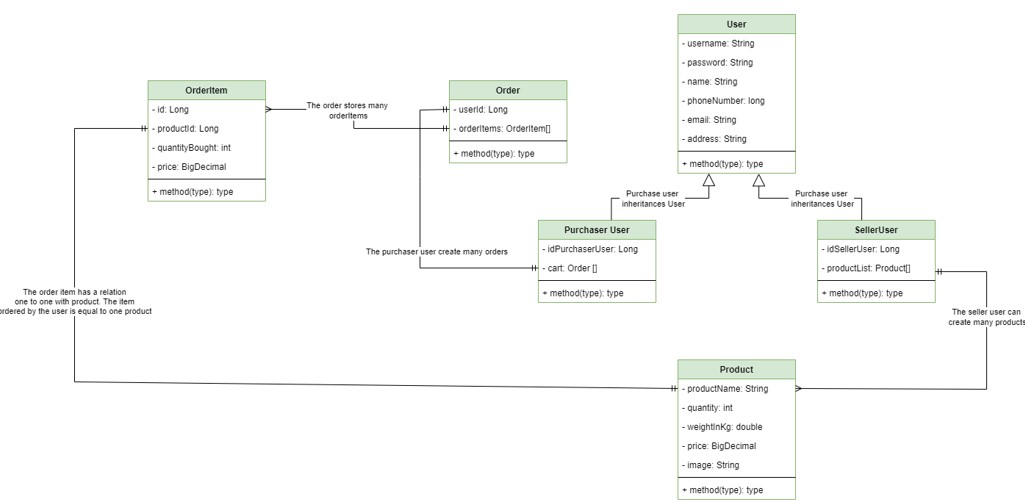 User
- username: String
- password: String
- name: String
- phoneNumber: long
- email: String
- address: String
+ method(type): type
OrderItem
- id: Long
- productId: Long
- quantityBought: int
- price: BigDecimal
+ method(type): type
The order stores many
orderItems
Order
- userId: Long
- orderItems: OrderItem[]
+ method(type): type
Purchase user
inheritances User
Purchase user
inheritances User
Purchaser User
- idPurchaserUser: Long
- cart: Order []
+ method(type): type
SellerUser
- idSellerUser: Long
- productList: Product[]
+ method(type): type
The purchaser user create many orders
The order item has a relation
one to one with product. The item
ordered by the user is equal to one product
The seller user can
create many products
Product
- productName: String
- quantity: int
- weightInKg: double
- price: BigDecimal
- image: String
+ method(type): type